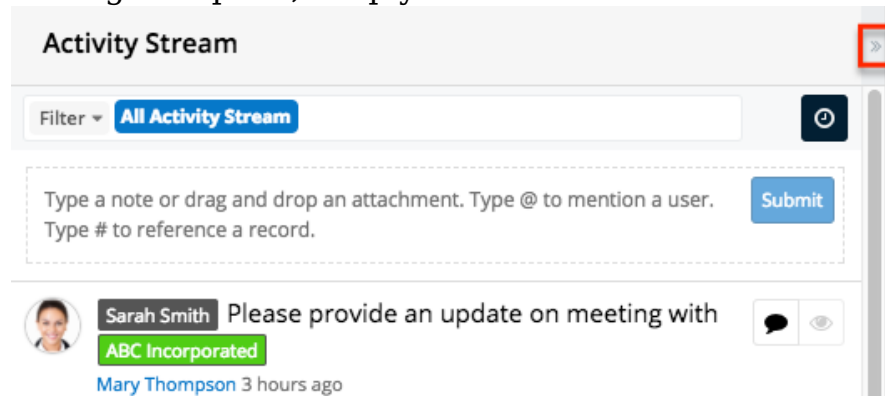 Activity Stream
»
Filter All Activity Stream
Type a note or drag and drop an attachment. Type @ to mention a user.
Submit
Type # to reference a record.
Sarah Smith Please provide an update on meeting with
ABC Incorporated
Mary Thompson 3 hours ago